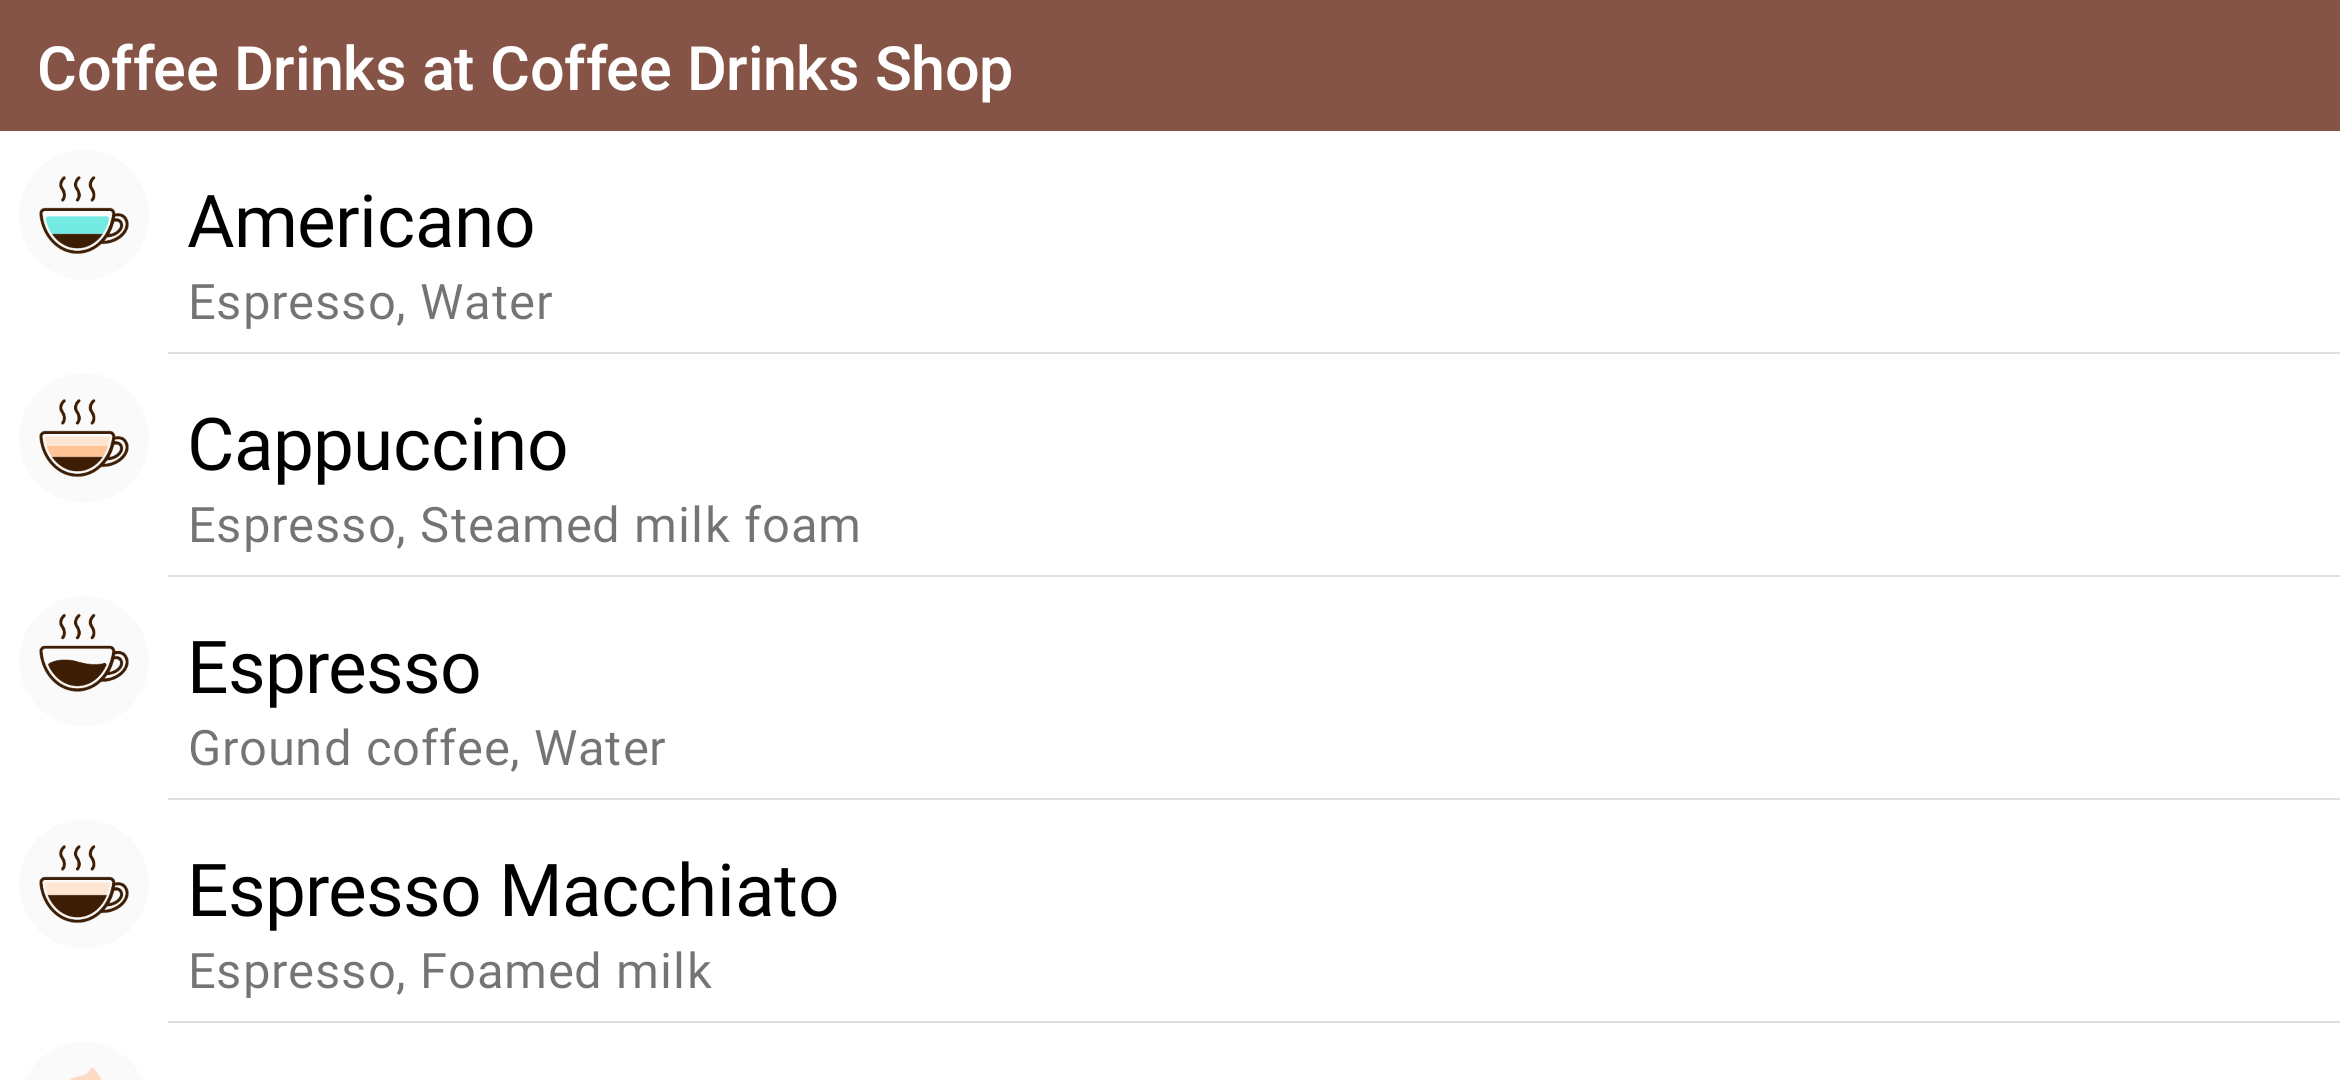 Coffee Drinks at Coffee Drinks Shop
Americano
Espresso, Water
Cappuccino
Espresso, Steamed milk foam
Espresso
Ground coffee, Water
Espresso Macchiato
Espresso, Foamed milk